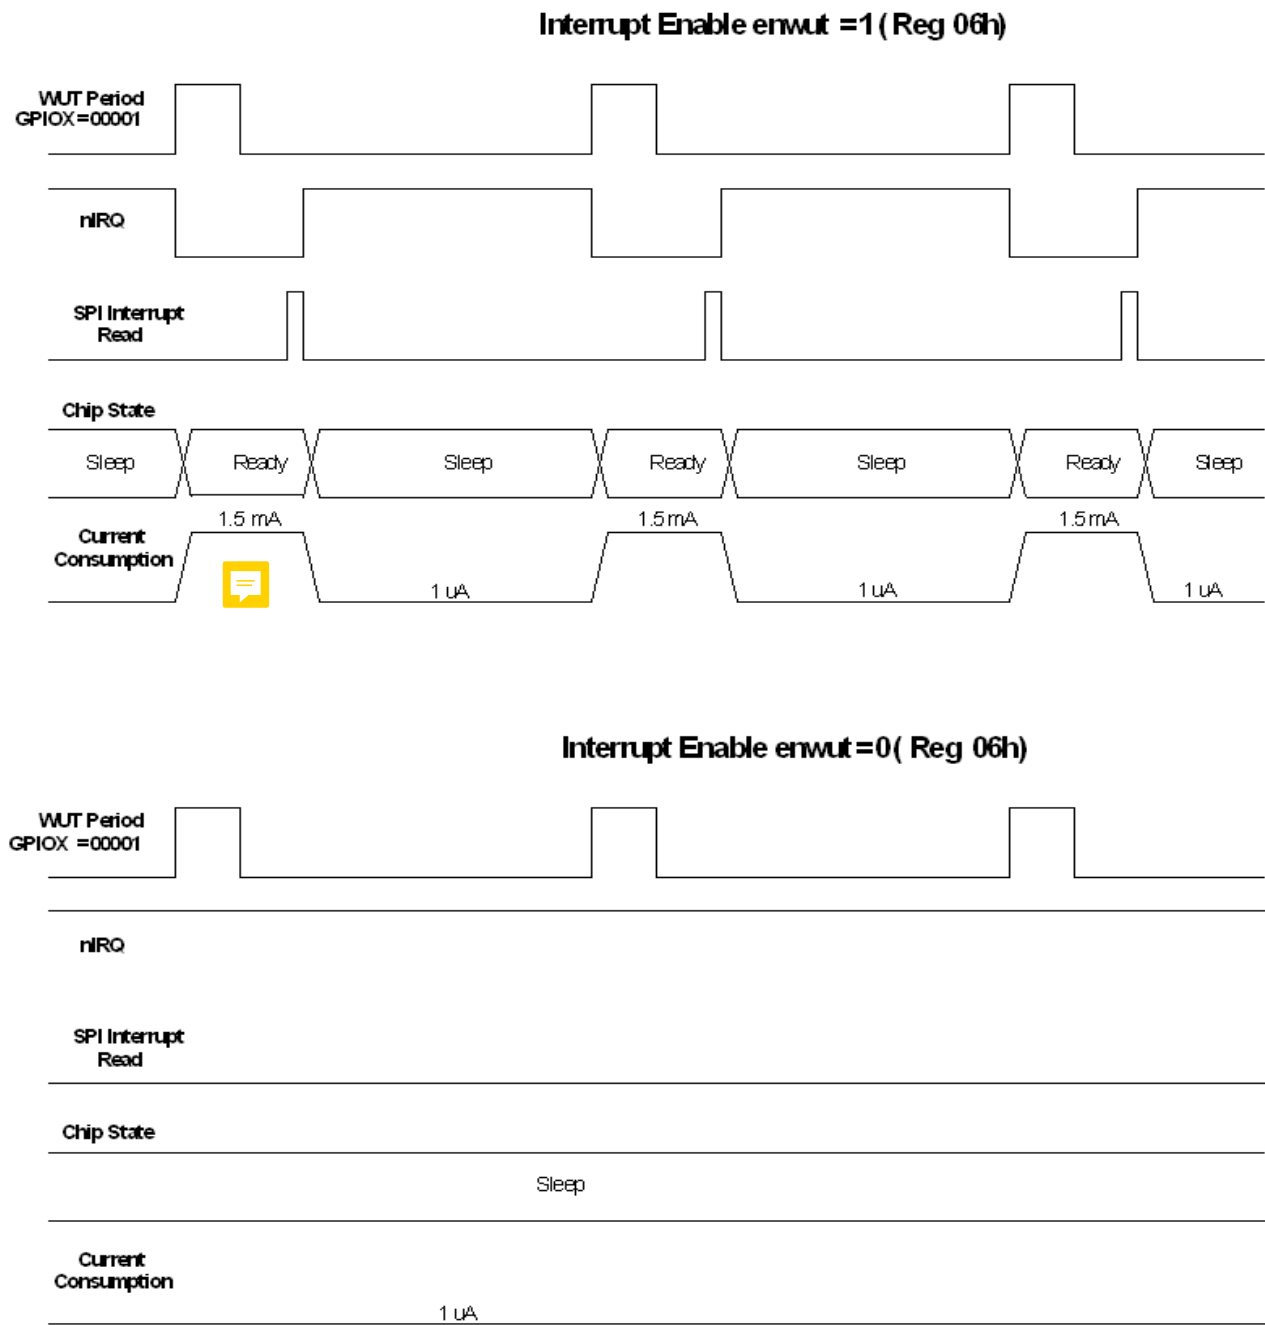 Interrupt Enable enwut =1 ( Reg 06h)
WUT Period
GPIOX =00001
nIRQ
SPI Interrupt
Read
Chip State
Sleep Ready Sleep Ready Sleep Ready Sleep
1.5 mA 1.5 mA 1.5 mA
Current
Consumption
1 uA 1 uA 1 uA
Interrupt Enable enwut =0 ( Reg 06h)
WUT Period
GPIOX =00001
nIRQ
SPI Interrupt
Read
Chip State
Sleep
Current
Consumption
1 uA